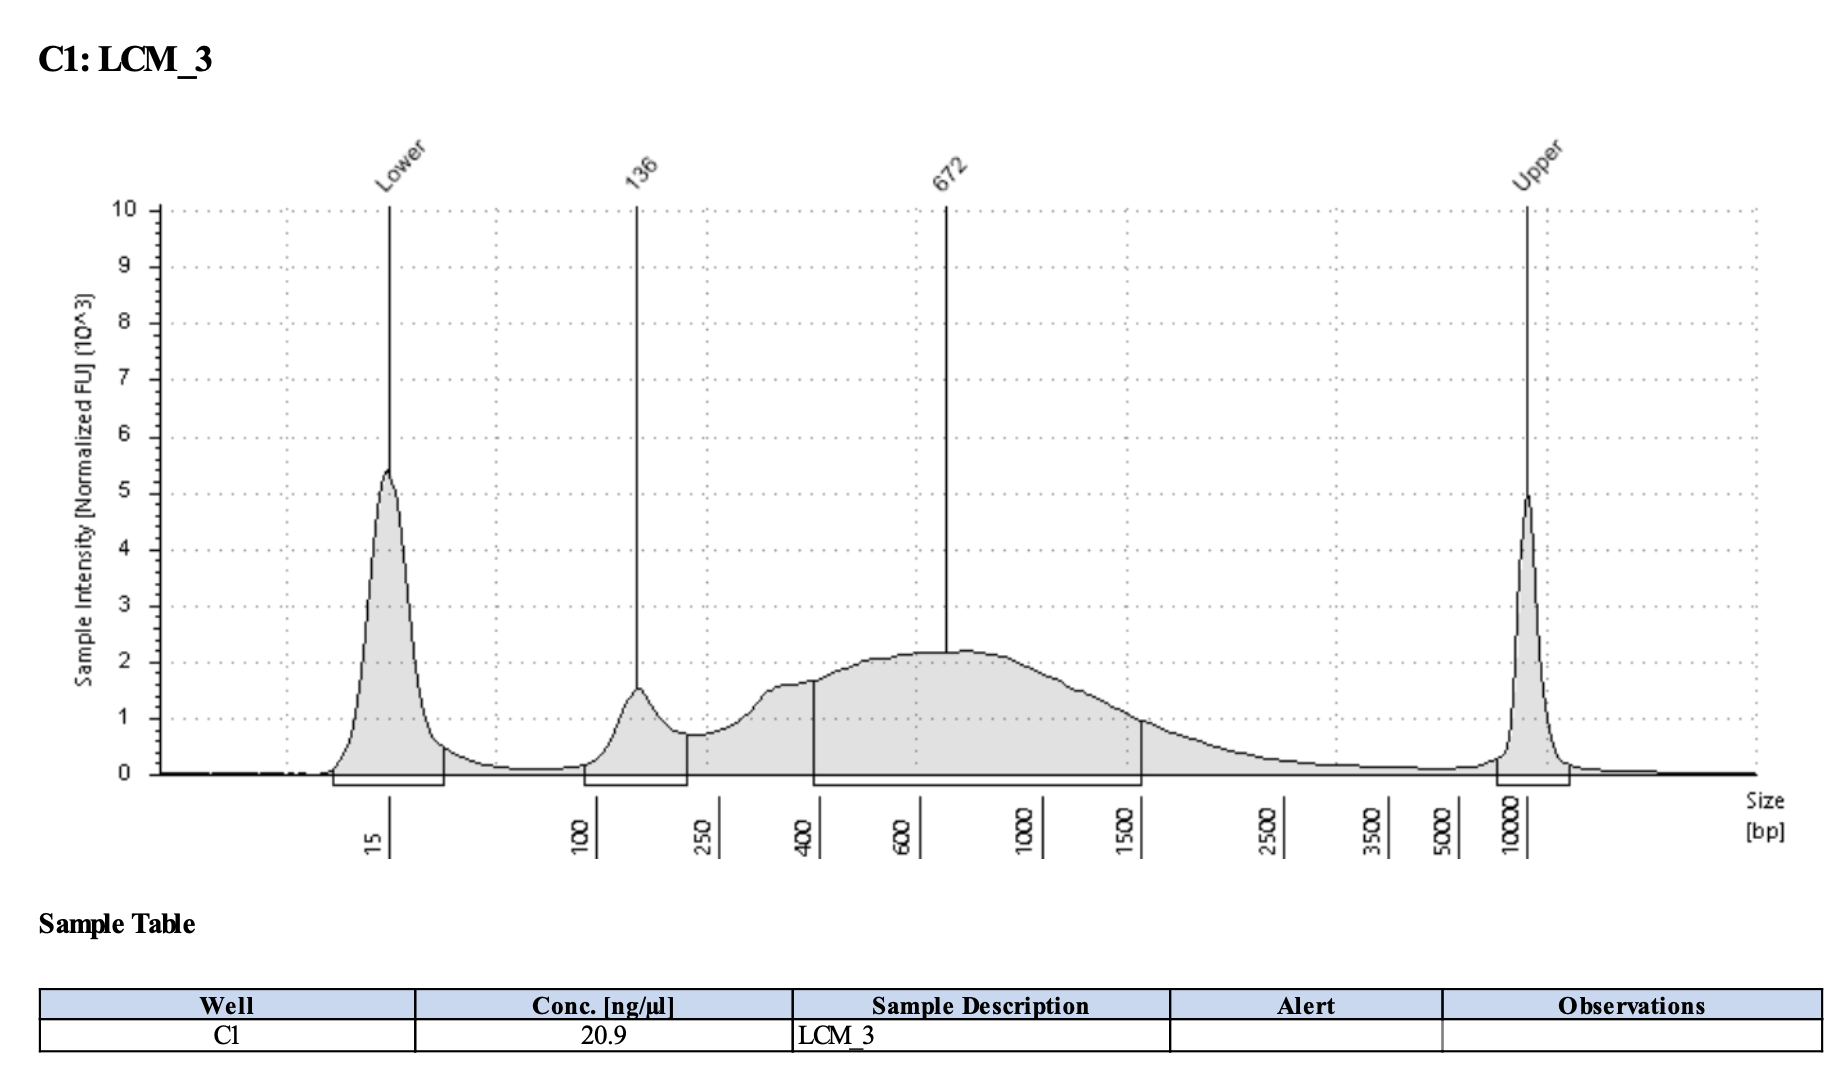 C1: LCM_3
Lower
136
672
Upper
10
9
8
7
6
5
4
3
2
1
0
Sample Intensity [Normalized FU] [10^3]
15
100
250
400
600
1000
1500
2500
3500
5000
10000
Size
[bp]
Sample Table
Well Conc. [ng/µl] Sample Description Alert Observations
C1 20.9 LCM_3